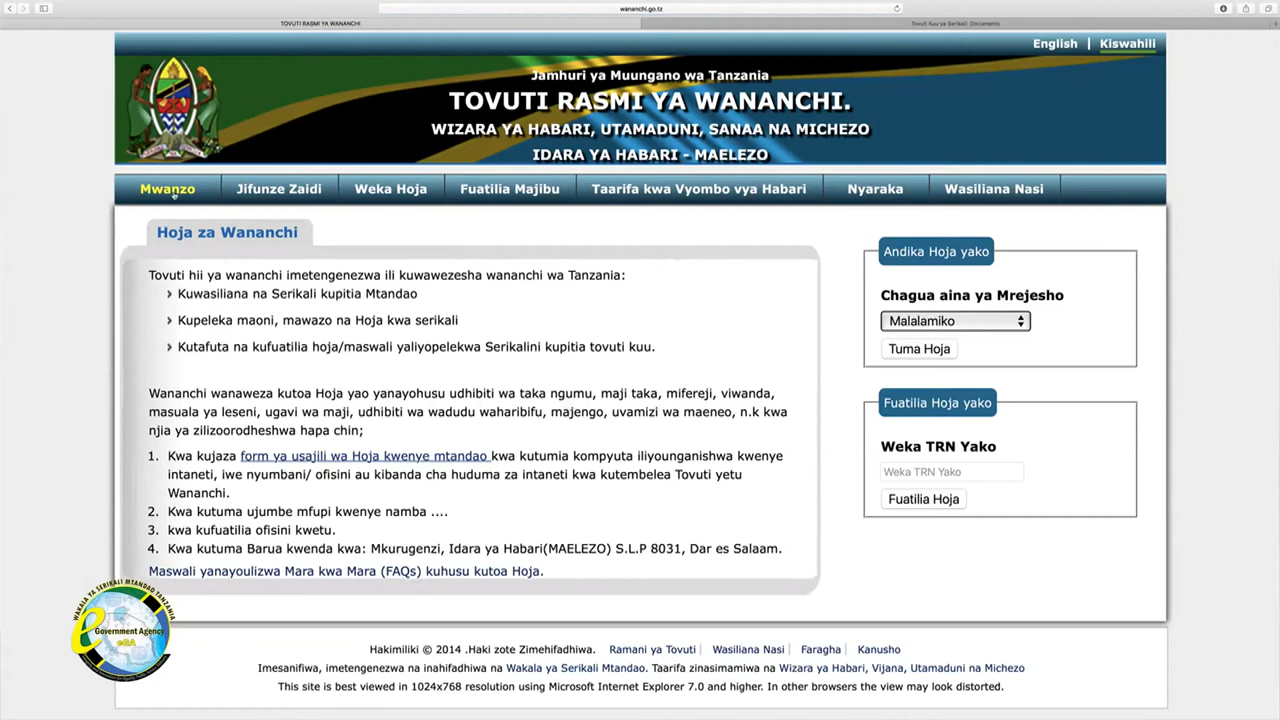 wananchi.go.tz
TOVUTI RASMI YA WANANCHI
Tovuti Kuu ya Serikali: Documents
English | Kiswahili
Jamhuri ya Muungano wa Tanzania
TOVUTI RASMI YA WANANCHI.
WIZARA YA HABARI, UTAMADUNI, SANAA NA MICHEZO
IDARA YA HABARI - MAELEZO
Mwanzo Jifunze Zaidi Weka Hoja Fuatilia Majibu Taarifa kwa Vyombo vya Habari Nyaraka Wasiliana Nasi
Hoja za Wananchi
Tovuti hii ya wananchi imetengenezwa ili kuwawezesha wananchi wa Tanzania:
Kuwasiliana na Serikali kupitia Mtandao
Kupeleka maoni, mawazo na Hoja kwa serikali
Kutafuta na kufuatilia hoja/maswali yaliyopelekwa Serikalini kupitia tovuti kuu.
Wananchi wanaweza kutoa Hoja yao yanayohusu udhibiti wa taka ngumu, maji taka, mifereji, viwanda,
masuala ya leseni, ugavi wa maji, udhibiti wa wadudu waharibifu, majengo, uvamizi wa maeneo, n.k kwa
njia ya zilizoorodheshwa hapa chin;
1. Kwa kujaza form ya usajili wa Hoja kwenye mtandao kwa kutumia kompyuta iliyounganishwa kwenye
intaneti, iwe nyumbani/ ofisini au kibanda cha huduma za intaneti kwa kutembelea Tovuti yetu
Wananchi.
2. Kwa kutuma ujumbe mfupi kwenye namba ....
3. kwa kufuatilia ofisini kwetu.
4. Kwa kutuma Barua kwenda kwa: Mkurugenzi, Idara ya Habari(MAELEZO) S.L.P 8031, Dar es Salaam.
Maswali yanayoulizwa Mara kwa Mara (FAQs) kuhusu kutoa Hoja.
Andika Hoja yako
Chagua aina ya Mrejesho
Malalamiko
Tuma Hoja
Fuatilia Hoja yako
Weka TRN Yako
Weka TRN Yako
Fuatilia Hoja
WAKALA YA SERIKALI MTANDAO TANZANIA
e
Government Agency
eGA
Hakimiliki © 2014 .Haki zote Zimehifadhiwa. Ramani ya Tovuti | Wasiliana Nasi | Faragha | Kanusho
Imesanifiwa, imetengenezwa na inahifadhiwa na Wakala ya Serikali Mtandao. Taarifa zinasimamiwa na Wizara ya Habari, Vijana, Utamaduni na Michezo
This site is best viewed in 1024x768 resolution using Microsoft Internet Explorer 7.0 and higher. In other browsers the view may look distorted.